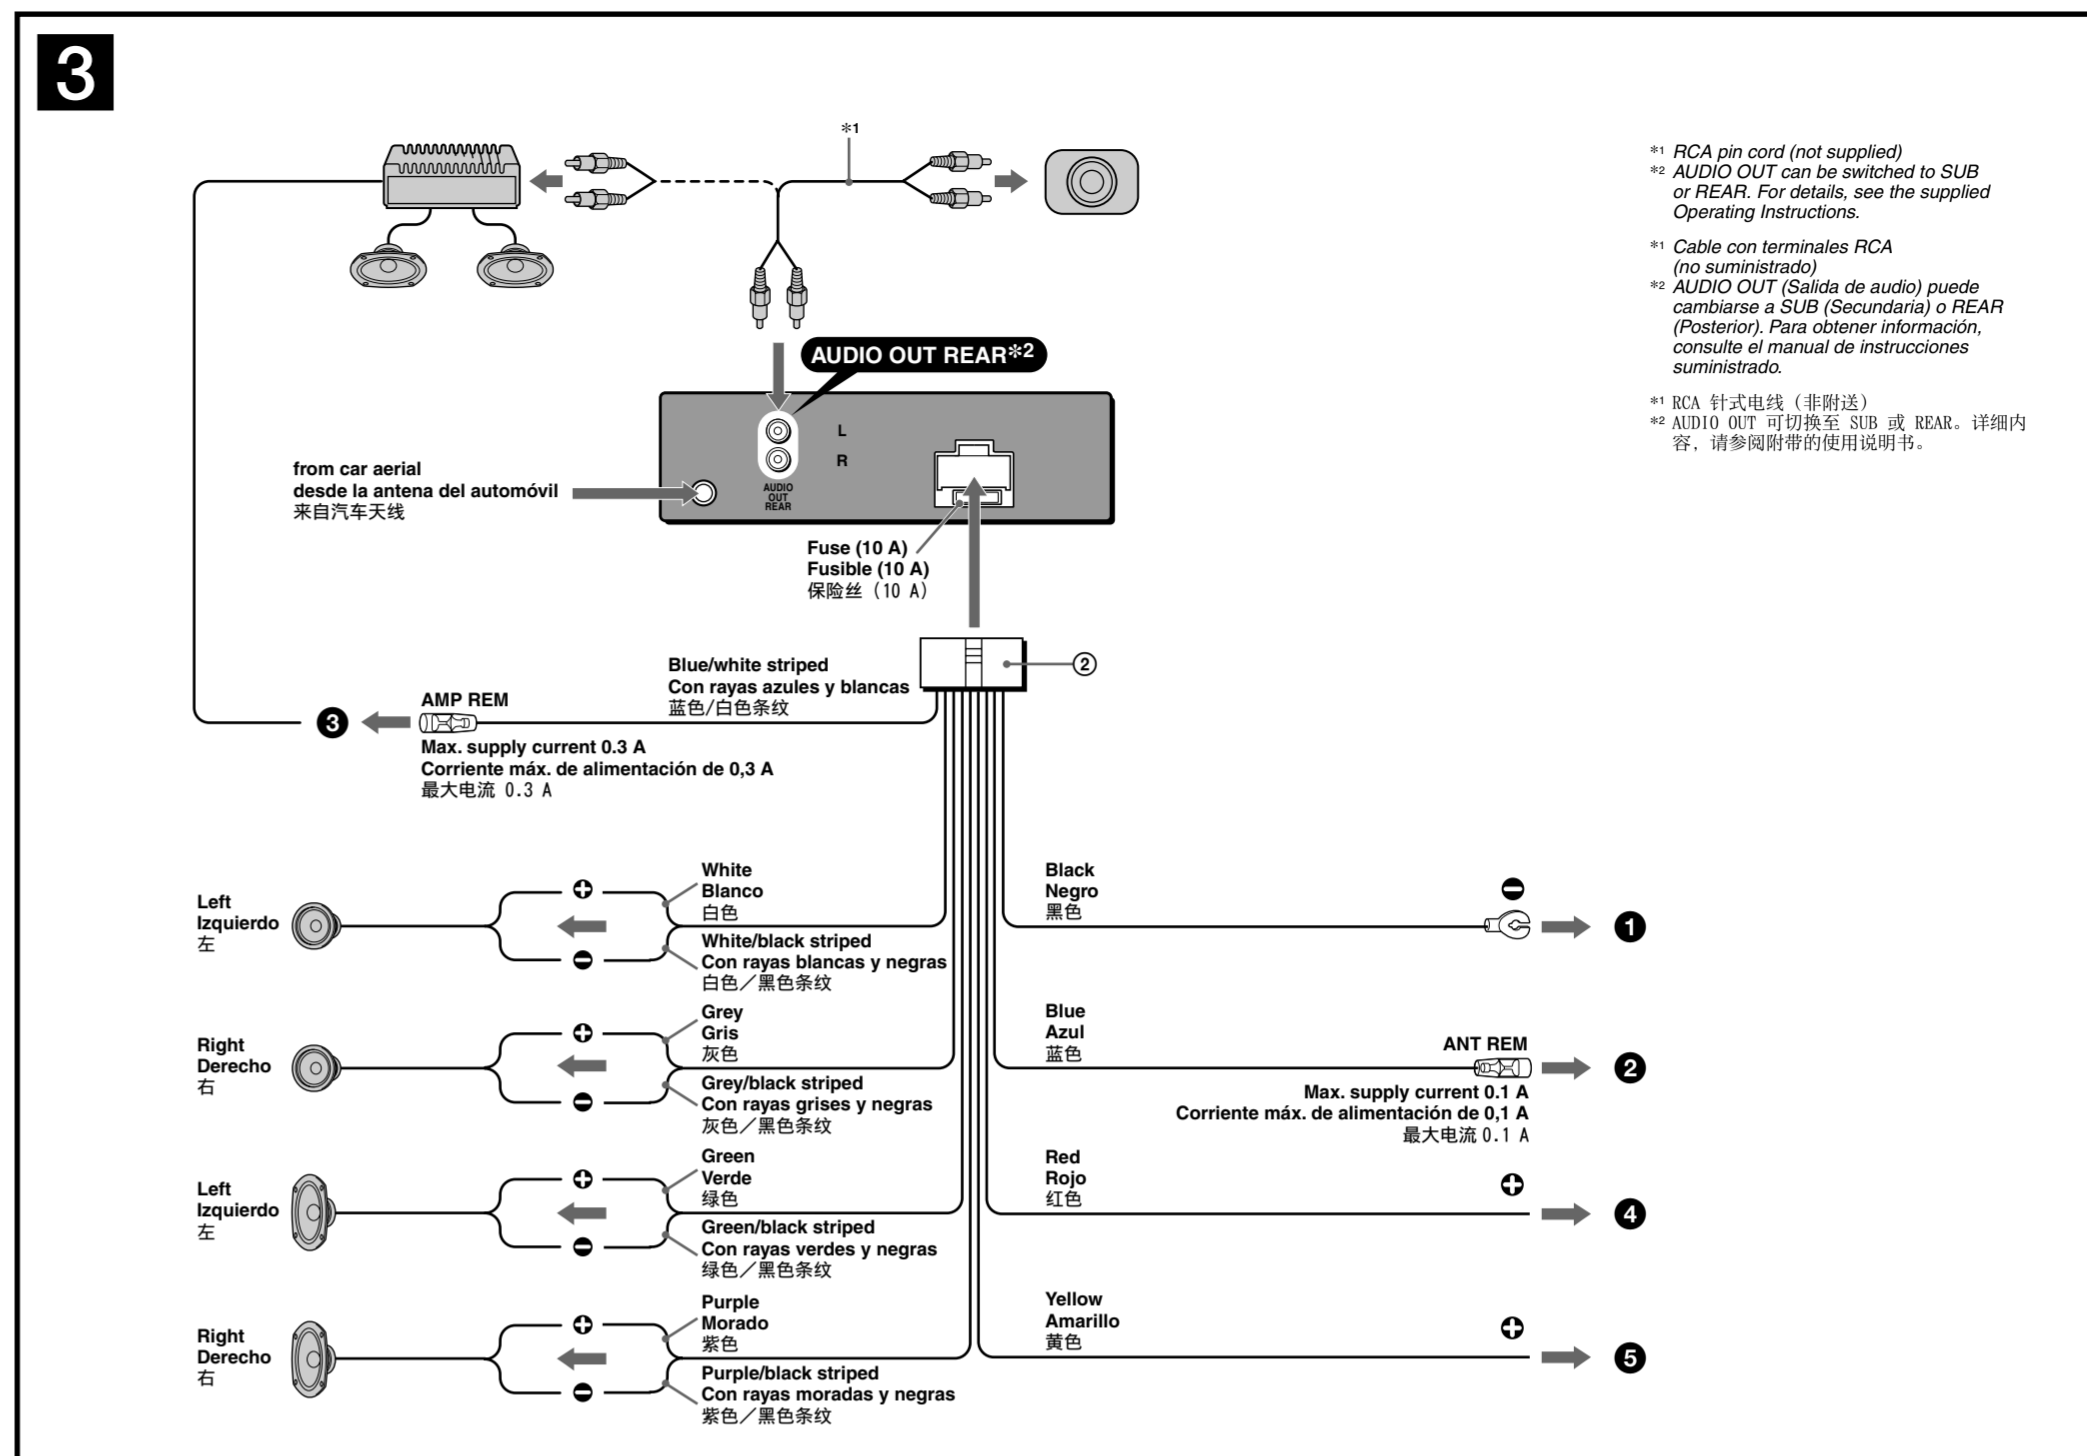 3
*1
*1 RCA pin cord (not supplied)
*2 AUDIO OUT can be switched to SUB
or REAR. For details, see the supplied
Operating Instructions.
*1 Cable con terminales RCA
(no suministrado)
*2 AUDIO OUT (Salida de audio) puede
cambiarse a SUB (Secundaria) o REAR
(Posterior). Para obtener información,
consulte el manual de instrucciones
suministrado.
*1 RCA 针式电线（非附送）
*2 AUDIO OUT 可切换至 SUB 或 REAR。详细内
容，请参阅附带的使用说明书。
AUDIO OUT REAR*2
L
R
AUDIO
OUT
REAR
from car aerial
desde la antena del automóvil
来自汽车天线
Fuse (10 A)
Fusible (10 A)
保险丝（10 A）
②
Blue/white striped
Con rayas azules y blancas
蓝色/白色条纹
❸
AMP REM
Max. supply current 0.3 A
Corriente máx. de alimentación de 0,3 A
最大电流 0.3 A
Left
Izquierdo
左
White
Blanco
白色
White/black striped
Con rayas blancas y negras
白色／黑色条纹
Right
Derecho
右
Grey
Gris
灰色
Grey/black striped
Con rayas grises y negras
灰色／黑色条纹
Left
Izquierdo
左
Green
Verde
绿色
Green/black striped
Con rayas verdes y negras
绿色／黑色条纹
Right
Derecho
右
Purple
Morado
紫色
Purple/black striped
Con rayas moradas y negras
紫色／黑色条纹
Black
Negro
黑色
❶
Blue
Azul
蓝色
ANT REM
❷
Max. supply current 0.1 A
Corriente máx. de alimentación de 0,1 A
最大电流 0.1 A
Red
Rojo
红色
❹
Yellow
Amarillo
黄色
❺